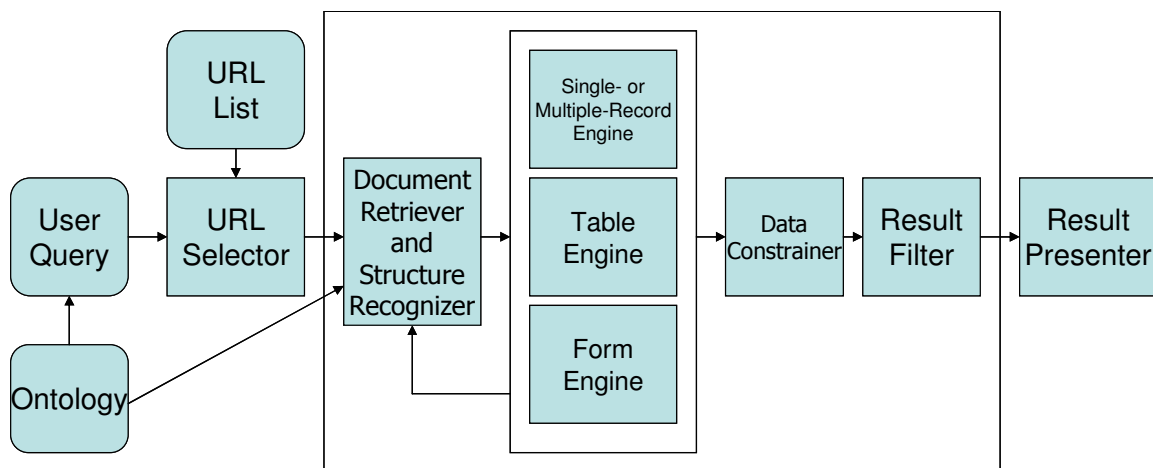 URL
List
User
Query
Ontology
URL
Selector
Document
Retriever
and
Structure
Recognizer
Single- or
Multiple-Record
Engine
Table
Engine
Form
Engine
Data
Constrainer
Result
Filter
Result
Presenter